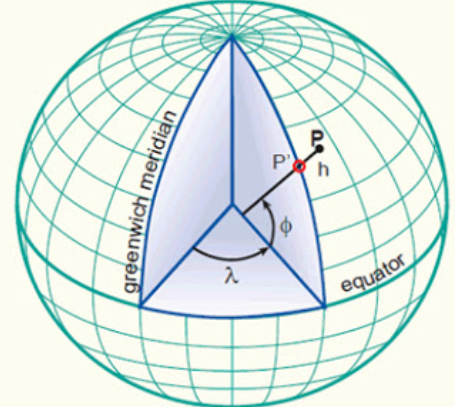 greenwich meridian
P
P'
h
ϕ
λ
equator